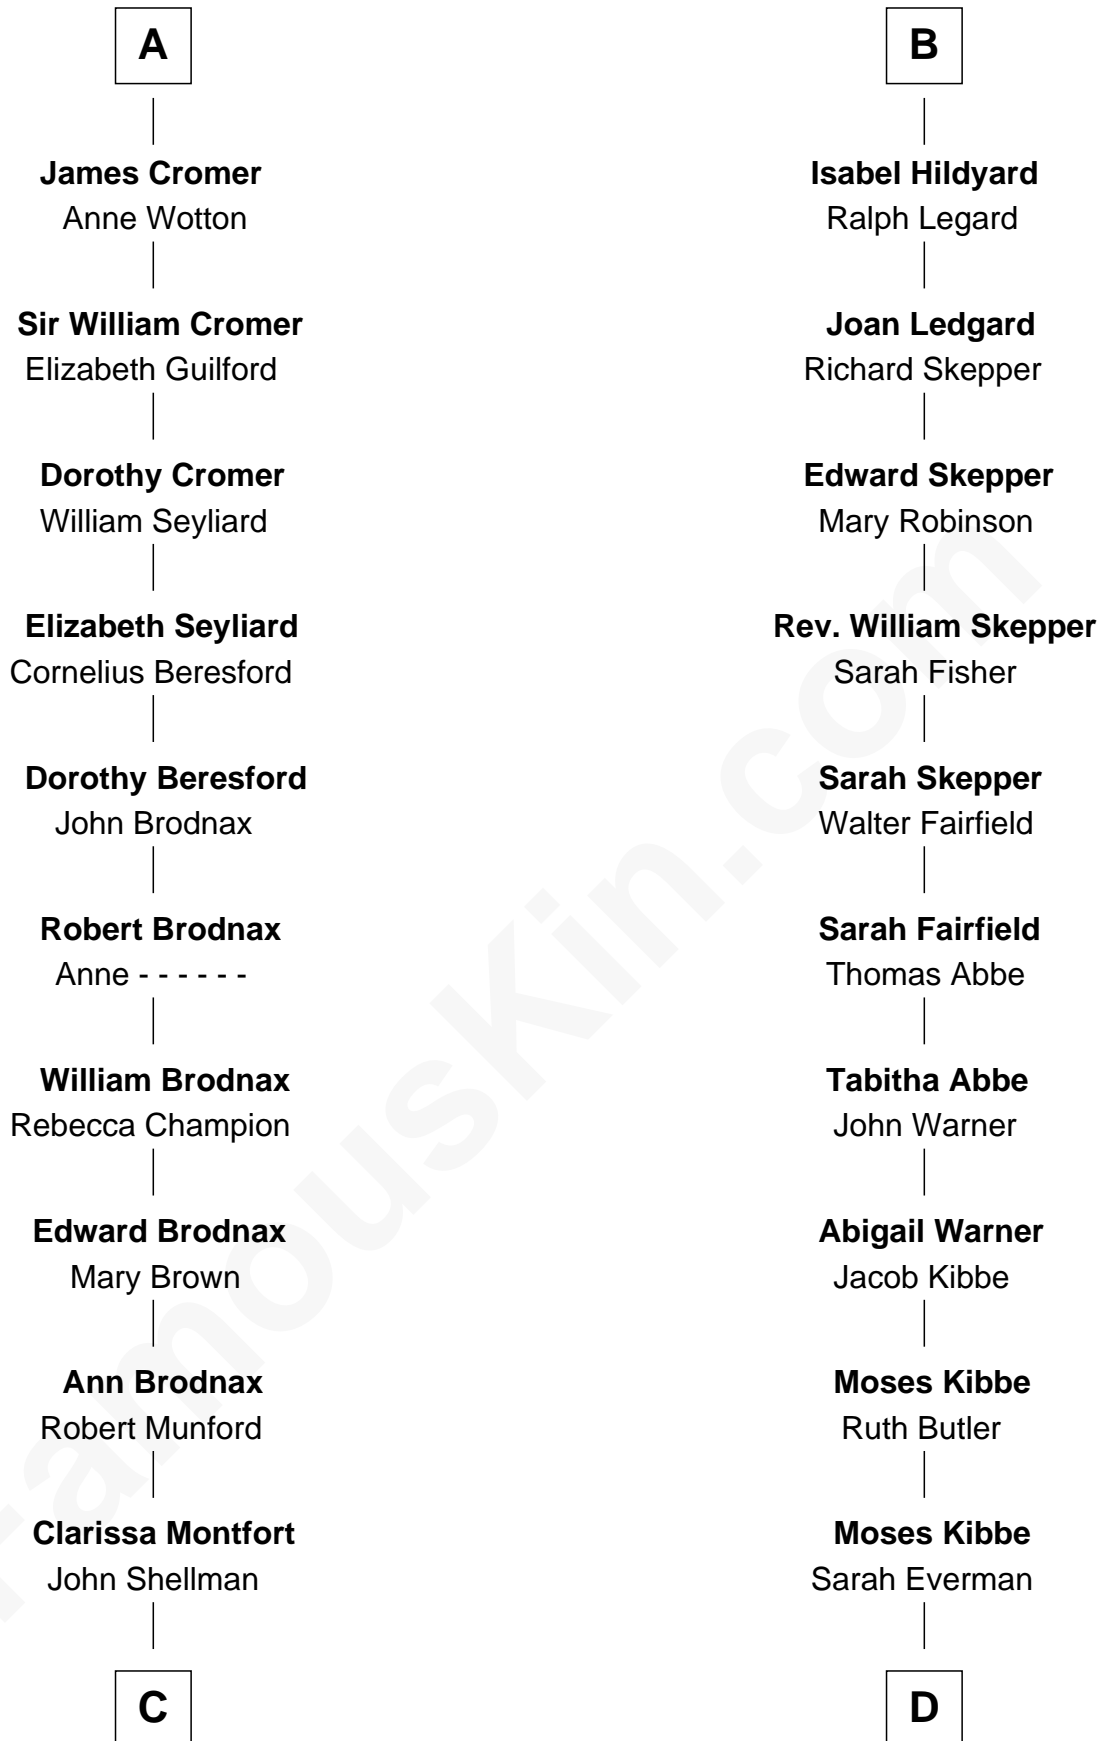 A
James Cromer
Anne Wotton
Sir William Cromer
Elizabeth Guilford
Dorothy Cromer
William Seyliard
Elizabeth Seyliard
Cornelius Beresford
Dorothy Beresford
John Brodnax
Robert Brodnax
Anne - - - - - -
William Brodnax
Rebecca Champion
Edward Brodnax
Mary Brown
Ann Brodnax
Robert Munford
Clarissa Montfort
John Shellman
C
B
Isabel Hildyard
Ralph Legard
Joan Ledgard
Richard Skepper
Edward Skepper
Mary Robinson
Rev. William Skepper
Sarah Fisher
Sarah Skepper
Walter Fairfield
Sarah Fairfield
Thomas Abbe
Tabitha Abbe
John Warner
Abigail Warner
Jacob Kibbe
Moses Kibbe
Ruth Butler
Moses Kibbe
Sarah Everman
D
FamousKin.com